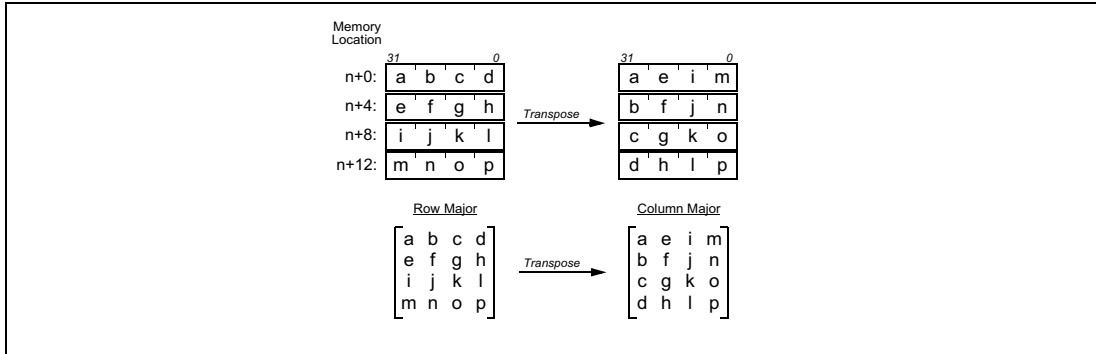 Memory
Location
31 0 31 0
n+0: a b c d a e i m
n+4: e f g h Transpose b f j n
n+8: i j k l c g k o
n+12: m n o p d h l p
Row Major Column Major
a b c d a e i m
e f g h Transpose b f j n
i j k l c g k o
m n o p d h l p